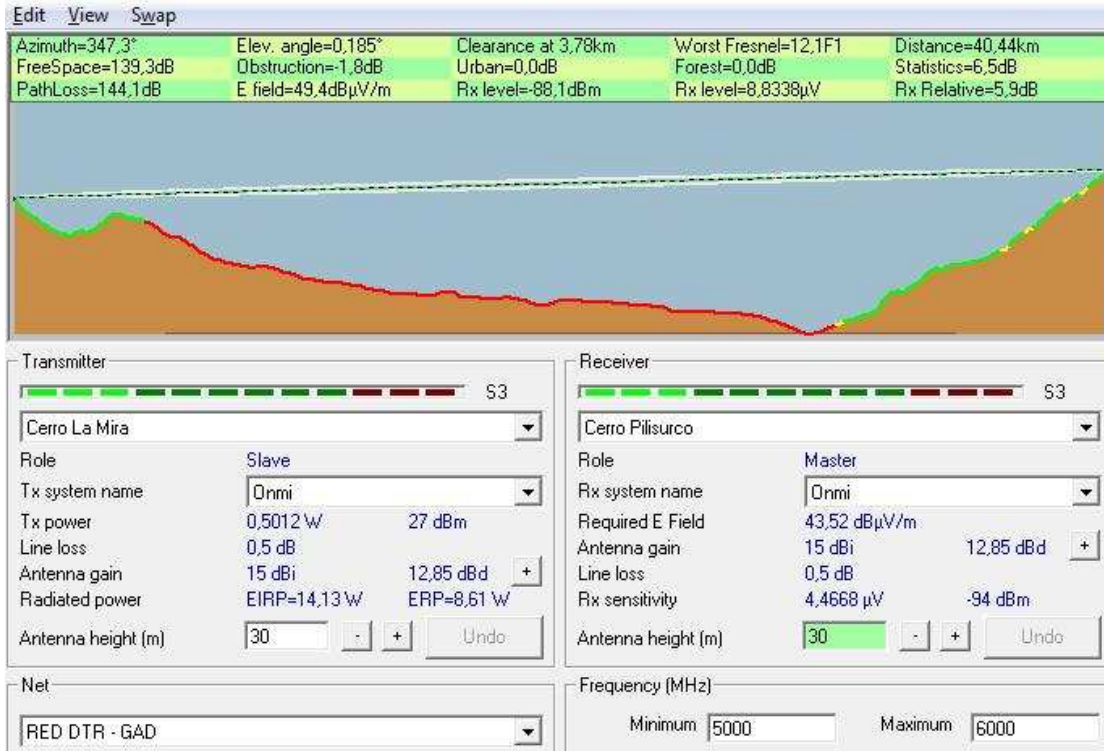 Edit View Swap
Azimuth=347,3° Elev. angle=0,185° Clearance at 3,78km Worst Fresnel=12,1F1 Distance=40,44km
FreeSpace=139,3dB Obstruction=-1,8dB Urban=0,0dB Forest=0,0dB Statistics=6,5dB
PathLoss=144,1dB E field=49,4dBµV/m Rx level=-88,1dBm Rx level=8,8338µV Rx Relative=5,9dB
Transmitter
S3
Cerro La Mira
Role Slave
Tx system name Onmi
Tx power 0,5012 W 27 dBm
Line loss 0,5 dB
Antenna gain 15 dBi 12,85 dBd +
Radiated power EIRP=14,13 W ERP=8,61 W
Antenna height (m) 30 - + Undo
Net
RED DTR - GAD
Receiver
S3
Cerro Pilisurco
Role Master
Rx system name Onmi
Required E Field 43,52 dBµV/m
Antenna gain 15 dBi 12,85 dBd +
Line loss 0,5 dB
Rx sensitivity 4,4668 µV -94 dBm
Antenna height (m) 30 - + Undo
Frequency (MHz)
Minimum 5000 Maximum 6000